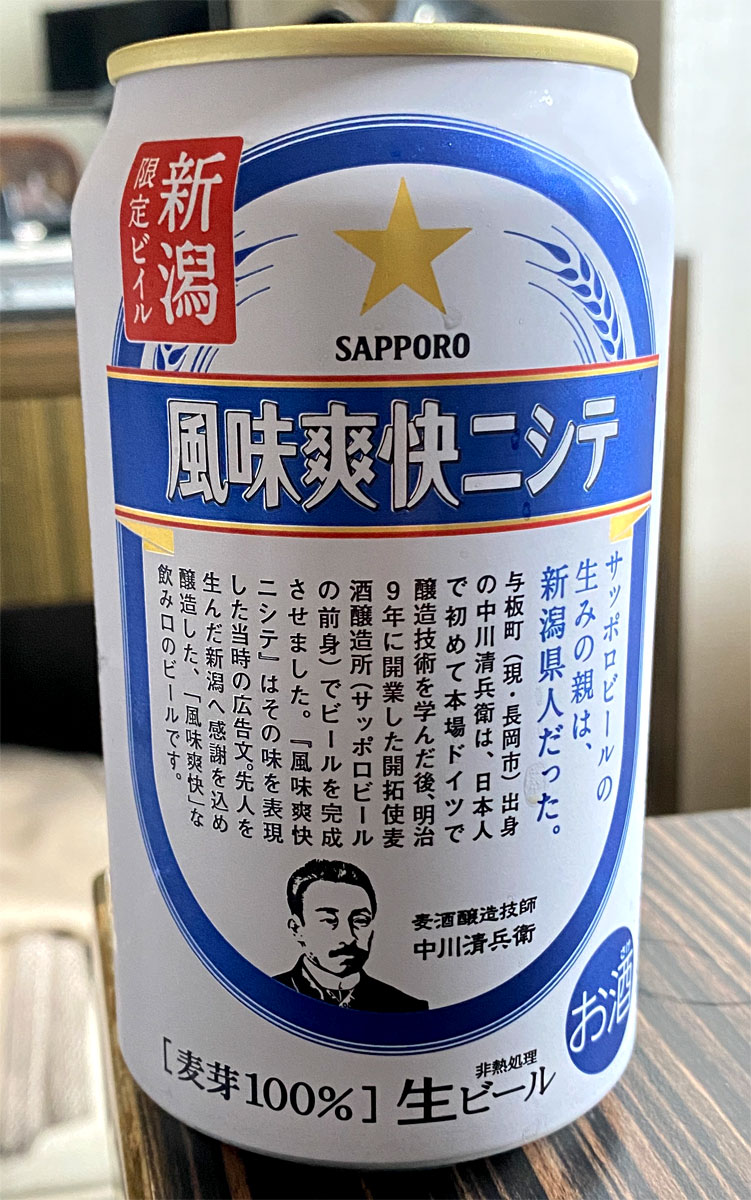 新潟
限定ビイル
SAPPORO
風味爽快ニシテ
サッポロビールの
生みの親は、
新潟県人だった。
与板町（現・長岡市）出身
の中川清兵衛は、日本人
で初めて本場ドイツで
醸造技術を学んだ後、明治
9年に開業した開拓使麦
酒醸造所（サッポロビール
の前身）でビールを完成
させました。『風味爽快
ニシテ』はその味を表現
した当時の広告文。先人を
生んだ新潟へ感謝を込め
醸造した、「風味爽快」な
飲み口のビールです。
麦酒醸造技師
中川清兵衛
さけ
お酒
非熱処理
［麦芽100%］生ビール